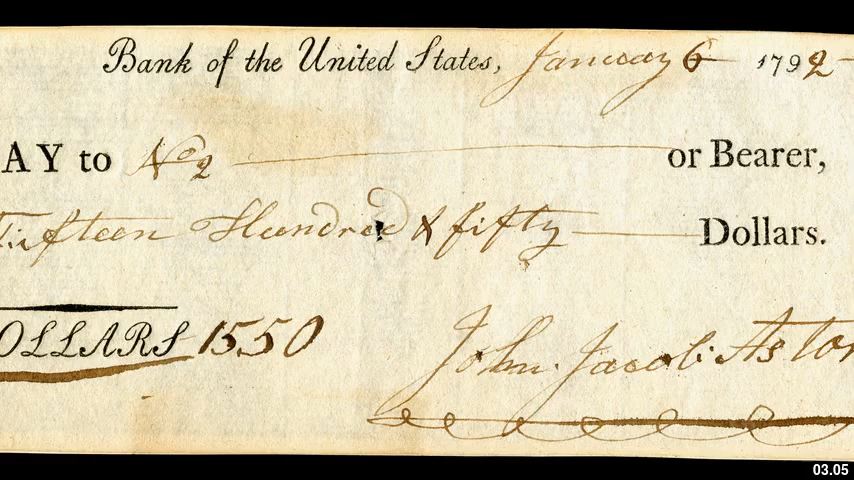 Bank of the United States, January 6 1792
AY to No 2 or Bearer,
Fifteen Hundred & fifty Dollars.
OLLARS 1550
John Jacob Astor
03.05